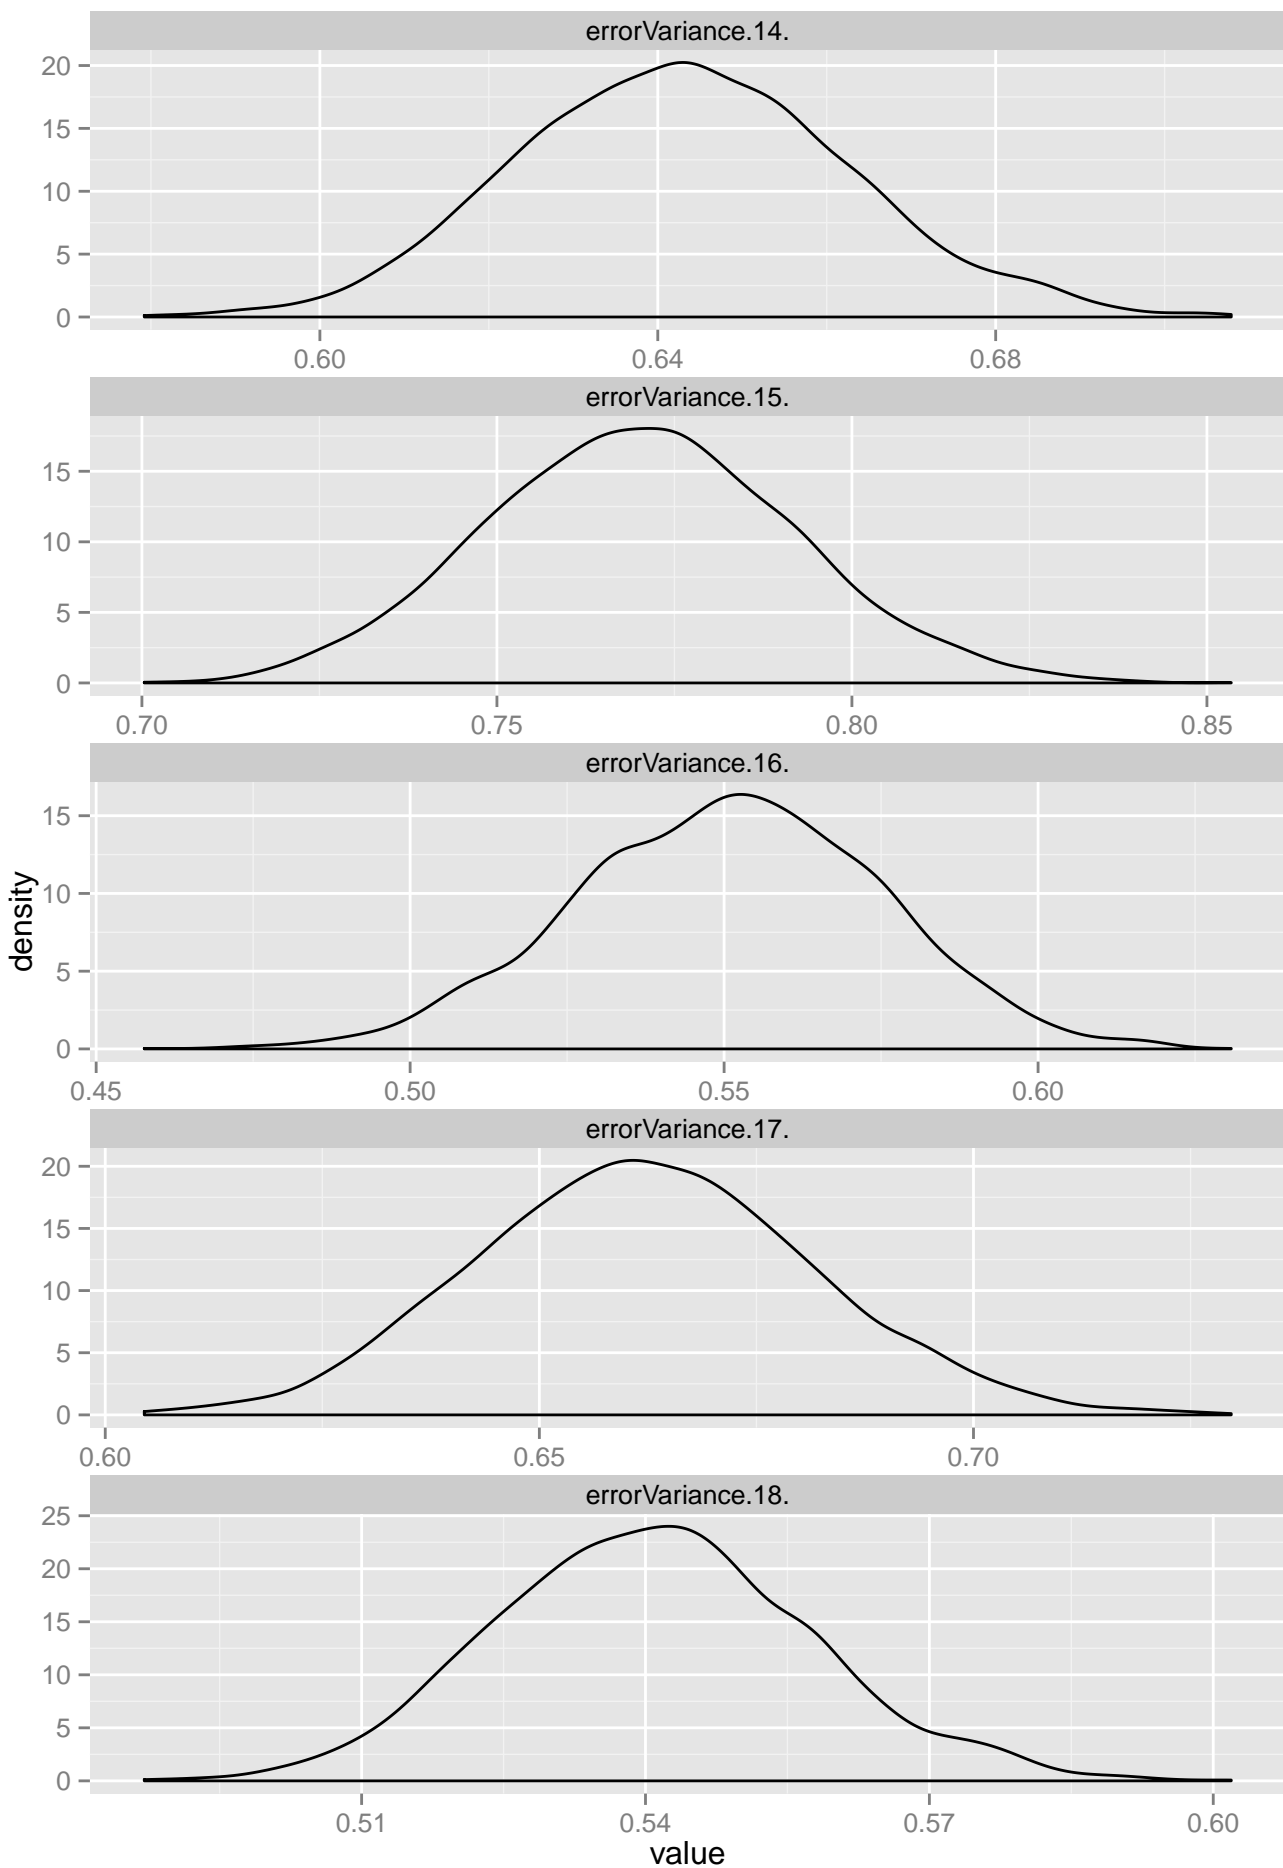 errorVariance.14.
20
15
10
5
0
0.60 0.64 0.68
errorVariance.15.
15
10
5
0
0.70 0.75 0.80 0.85
errorVariance.16.
15
10
5
0
0.45 0.50 0.55 0.60
density
errorVariance.17.
20
15
10
5
0
0.60 0.65 0.70
errorVariance.18.
25
20
15
10
5
0
0.51 0.54 0.57 0.60
value